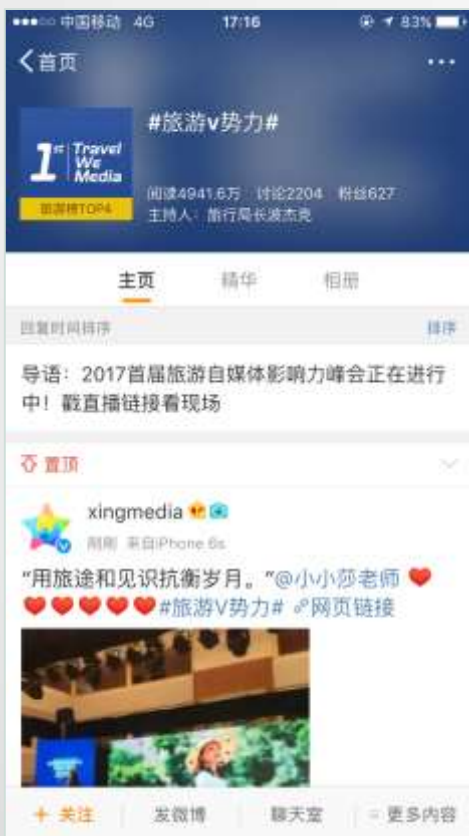 中国移动 4G 17:16 83%
首页
#旅游v势力#
1st Travel
We
Media
旅游榜TOP4
阅读4941.6万 讨论2204 粉丝627
主持人：旅行局长波杰克
主页 精华 相册
回复时间排序 排序
导语：2017首届旅游自媒体影响力峰会正在进行
中！戳直播链接看现场
置顶
xingmedia
刚刚 来自iPhone 6s
“用旅途和见识抗衡岁月。”@小小莎老师
#旅游V势力# 网页链接
+ 关注 发微博 聊天室 更多内容